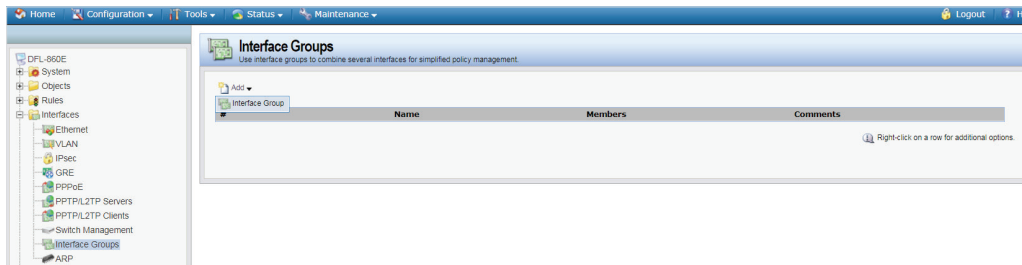 Home Configuration Tools Status Maintenance Logout
Interface Groups
Use interface groups to combine several interfaces for simplified policy management.
DFL-860E
System
Objects
Rules
Interfaces
Ethernet
VLAN
IPsec
GRE
PPPoE
PPTP/L2TP Servers
PPTP/L2TP Clients
Switch Management
Interface Groups
ARP
Add
Interface Group
# Name Members Comments
Right-click on a row for additional options.